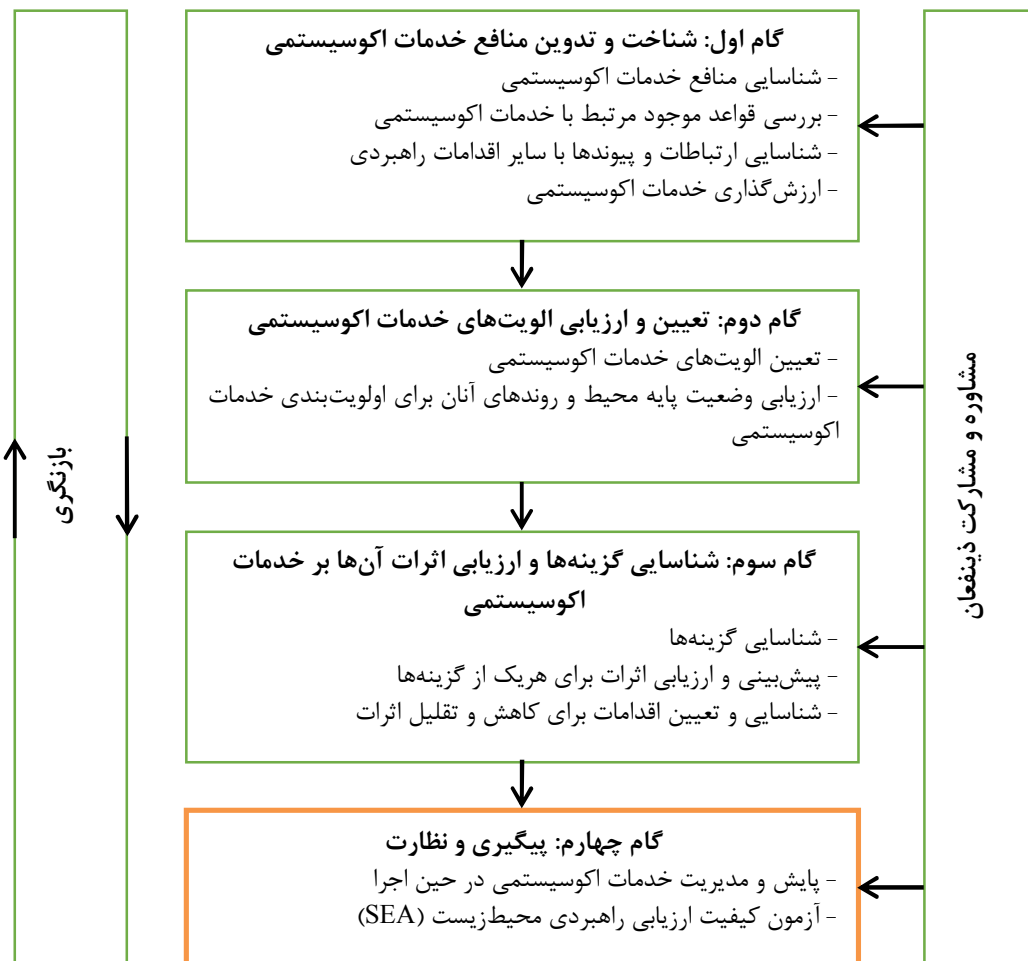 گام اول: شناخت و تدوین منافع خدمات اکوسیستمی
- شناسایی منافع خدمات اکوسیستمی
- بررسی قواعد موجود مرتبط با خدمات اکوسیستمی
- شناسایی ارتباطات و پیوندها با سایر اقدامات راهبردی
- ارزش‌گذاری خدمات اکوسیستمی
گام دوم: تعیین و ارزیابی الویت‌های خدمات اکوسیستمی
- تعیین الویت‌های خدمات اکوسیستمی
- ارزیابی وضعیت پایه محیط و روندهای آنان برای اولویت‌بندی خدمات
اکوسیستمی
گام سوم: شناسایی گزینه‌ها و ارزیابی اثرات آن‌ها بر خدمات
اکوسیستمی
- شناسایی گزینه‌ها
- پیش‌بینی و ارزیابی اثرات برای هریک از گزینه‌ها
- شناسایی و تعیین اقدامات برای کاهش و تقلیل اثرات
گام چهارم: پیگیری و نظارت
- پایش و مدیریت خدمات اکوسیستمی در حین اجرا
- آزمون کیفیت ارزیابی راهبردی محیط‌زیست (SEA)
مشاوره و مشارکت ذینفعان
بازنگری